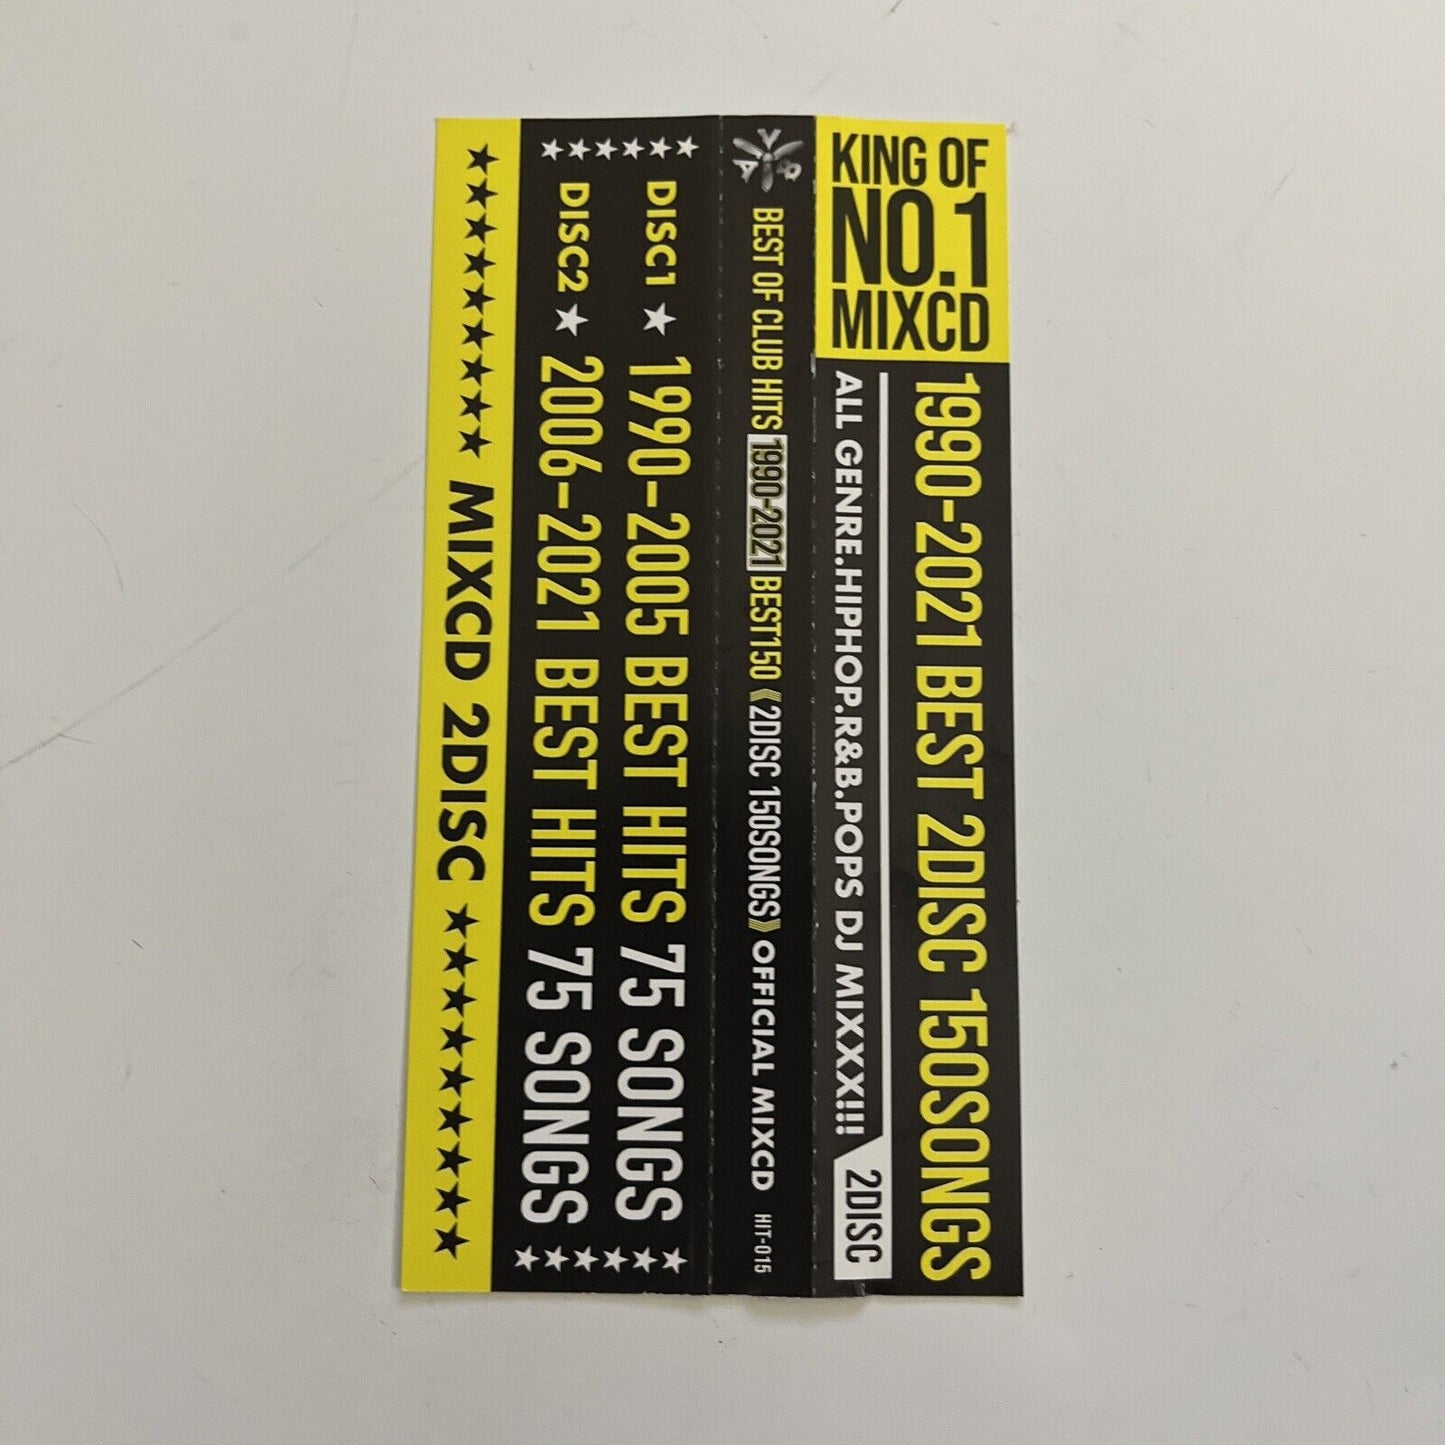 KING OF
NO.1
MIXCD
1990-2021 BEST 2DISC 150SONGS
ALL GENRE.HIPHOP.R&B.POPS DJ MIXXX!!!
2DISC
BEST OF CLUB HITS 1990-2021 BEST150 《2DISC 150SONGS》 OFFICIAL MIXCD HIT-015
★★★★★★
DISC1 ★ 1990-2005 BEST HITS 75 SONGS
DISC2 ★ 2006-2021 BEST HITS 75 SONGS
★★★★★★
★★★★★★★★★ MIXCD 2DISC ★★★★★★★★★